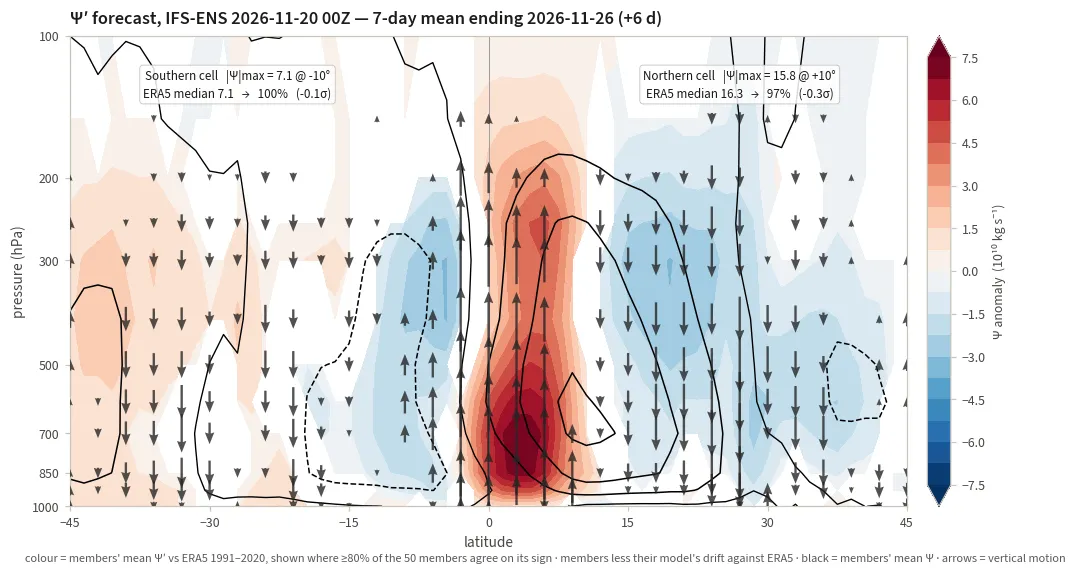 Ψ′ forecast, IFS-ENS 2026-11-20 00Z — 7-day mean ending 2026-11-26 (+6 d)
Southern cell |Ψ|max = 7.1 @ -10°
ERA5 median 7.1 → 100% (-0.1σ)
Northern cell |Ψ|max = 15.8 @ +10°
ERA5 median 16.3 → 97% (-0.3σ)
pressure (hPa)
100
200
300
400
500
700
850
1000
−45
−30
−15
0
15
30
45
latitude
7.5
6.0
4.5
3.0
1.5
0.0
−1.5
−3.0
−4.5
−6.0
−7.5
Ψ anomaly (10¹⁰ kg s⁻¹)
colour = members' mean Ψ′ vs ERA5 1991–2020, shown where ≥80% of the 50 members agree on its sign · members less their model's drift against ERA5 · black = members' mean Ψ · arrows = vertical motion